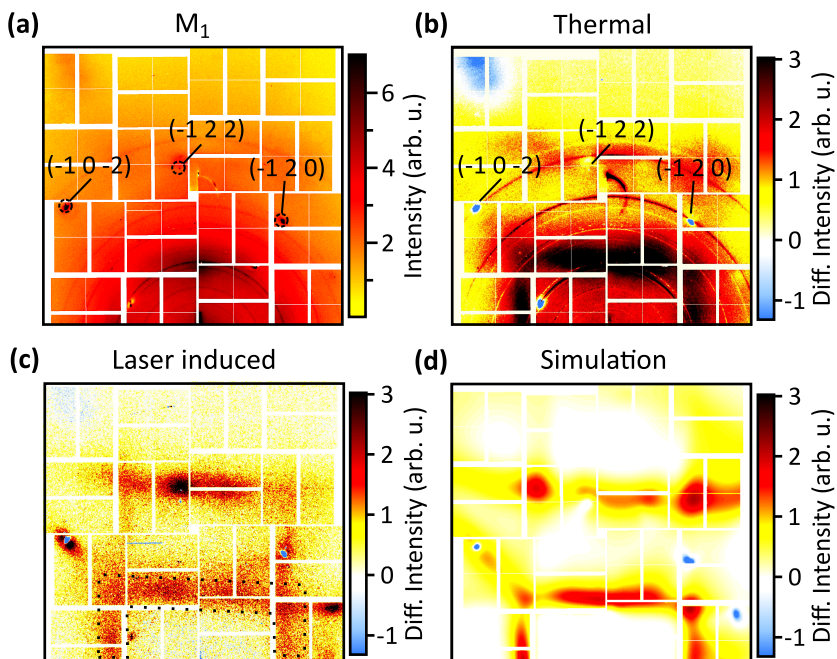 (a)
M₁
(-1 2 2)
(-1 0 -2)
(-1 2 0)
6
4
2
Intensity (arb. u.)
(b)
Thermal
(-1 2 2)
(-1 0 -2)
(-1 2 0)
3
2
1
0
-1
Diff. Intensity (arb. u.)
(c)
Laser induced
3
2
1
0
-1
Diff. Intensity (arb. u.)
(d)
Simulation
3
2
1
0
-1
Diff. Intensity (arb. u.)